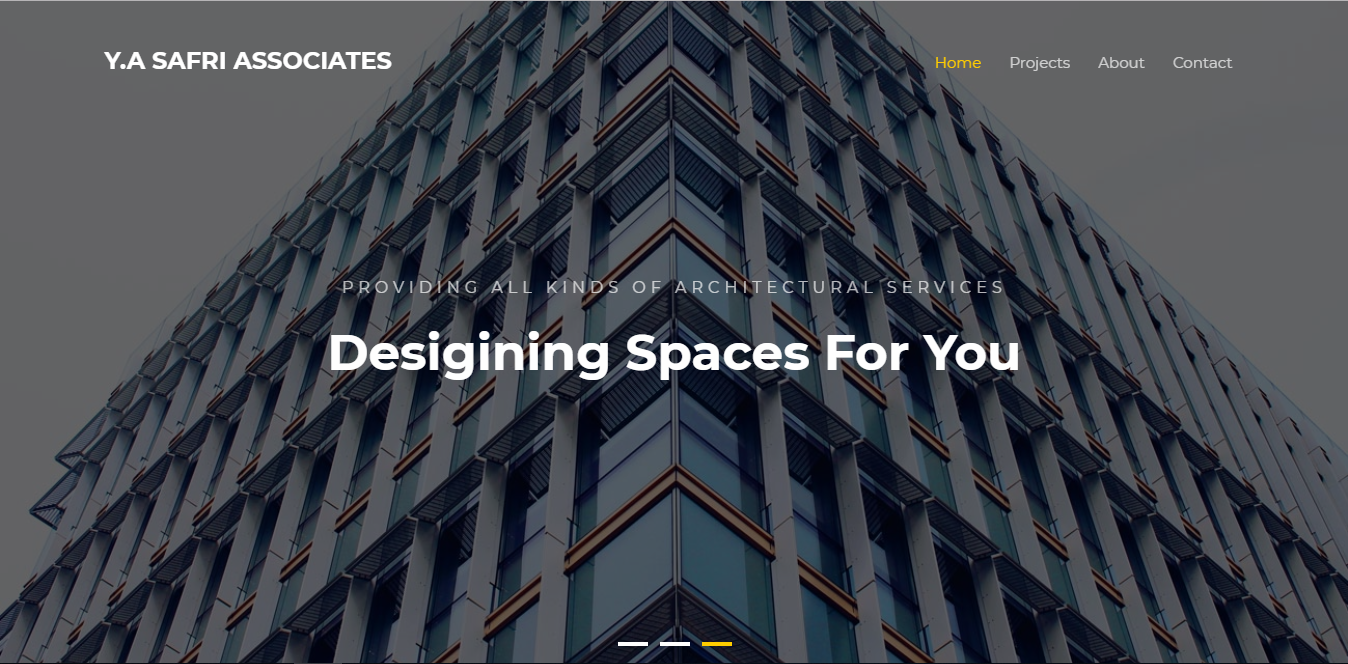 Y.A SAFRI ASSOCIATES
Home Projects About Contact
PROVIDING ALL KINDS OF ARCHITECTURAL SERVICES
Desigining Spaces For You